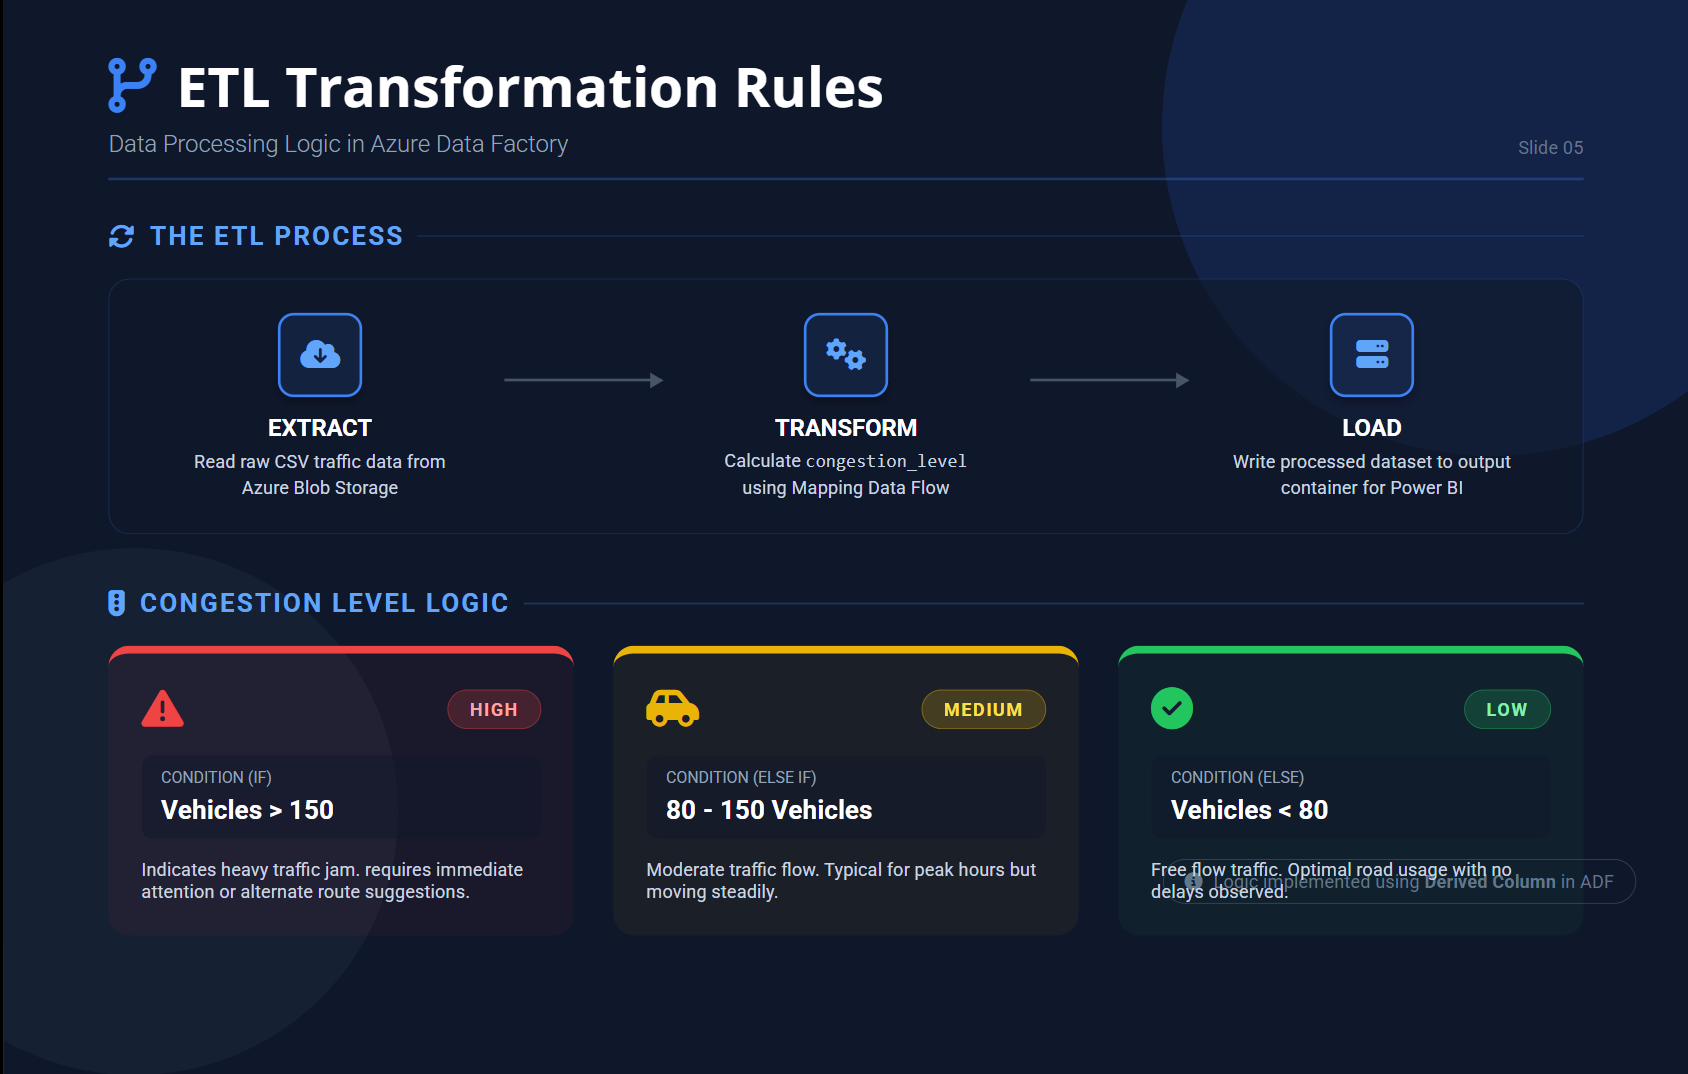 ETL Transformation Rules
Data Processing Logic in Azure Data Factory
Slide 05
THE ETL PROCESS
EXTRACT
Read raw CSV traffic data from
Azure Blob Storage
TRANSFORM
Calculate congestion_level
using Mapping Data Flow
LOAD
Write processed dataset to output
container for Power BI
CONGESTION LEVEL LOGIC
HIGH
CONDITION (IF)
Vehicles > 150
Indicates heavy traffic jam. requires immediate
attention or alternate route suggestions.
MEDIUM
CONDITION (ELSE IF)
80 - 150 Vehicles
Moderate traffic flow. Typical for peak hours but
moving steadily.
LOW
CONDITION (ELSE)
Vehicles < 80
Free flow traffic. Optimal road usage with no
delays observed.
Logic implemented using Derived Column in ADF